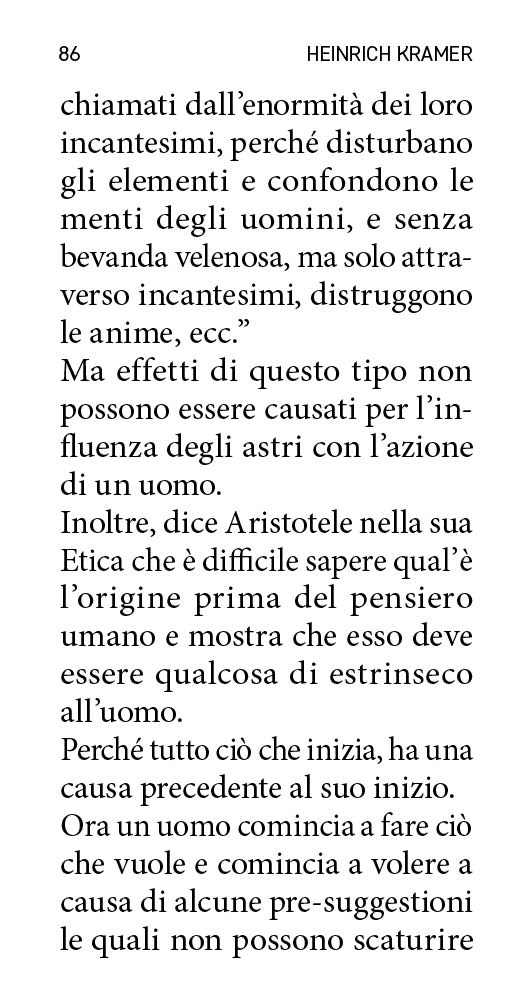 86 HEINRICH KRAMER
chiamati dall’enormità dei loro
incantesimi, perché disturbano
gli elementi e confondono le
menti degli uomini, e senza
bevanda velenosa, ma solo attra-
verso incantesimi, distruggono
le anime, ecc.”
Ma effetti di questo tipo non
possono essere causati per l’in-
fluenza degli astri con l’azione
di un uomo.
Inoltre, dice Aristotele nella sua
Etica che è difficile sapere qual’è
l’origine prima del pensiero
umano e mostra che esso deve
essere qualcosa di estrinseco
all’uomo.
Perché tutto ciò che inizia, ha una
causa precedente al suo inizio.
Ora un uomo comincia a fare ciò
che vuole e comincia a volere a
causa di alcune pre-suggestioni
le quali non possono scaturire